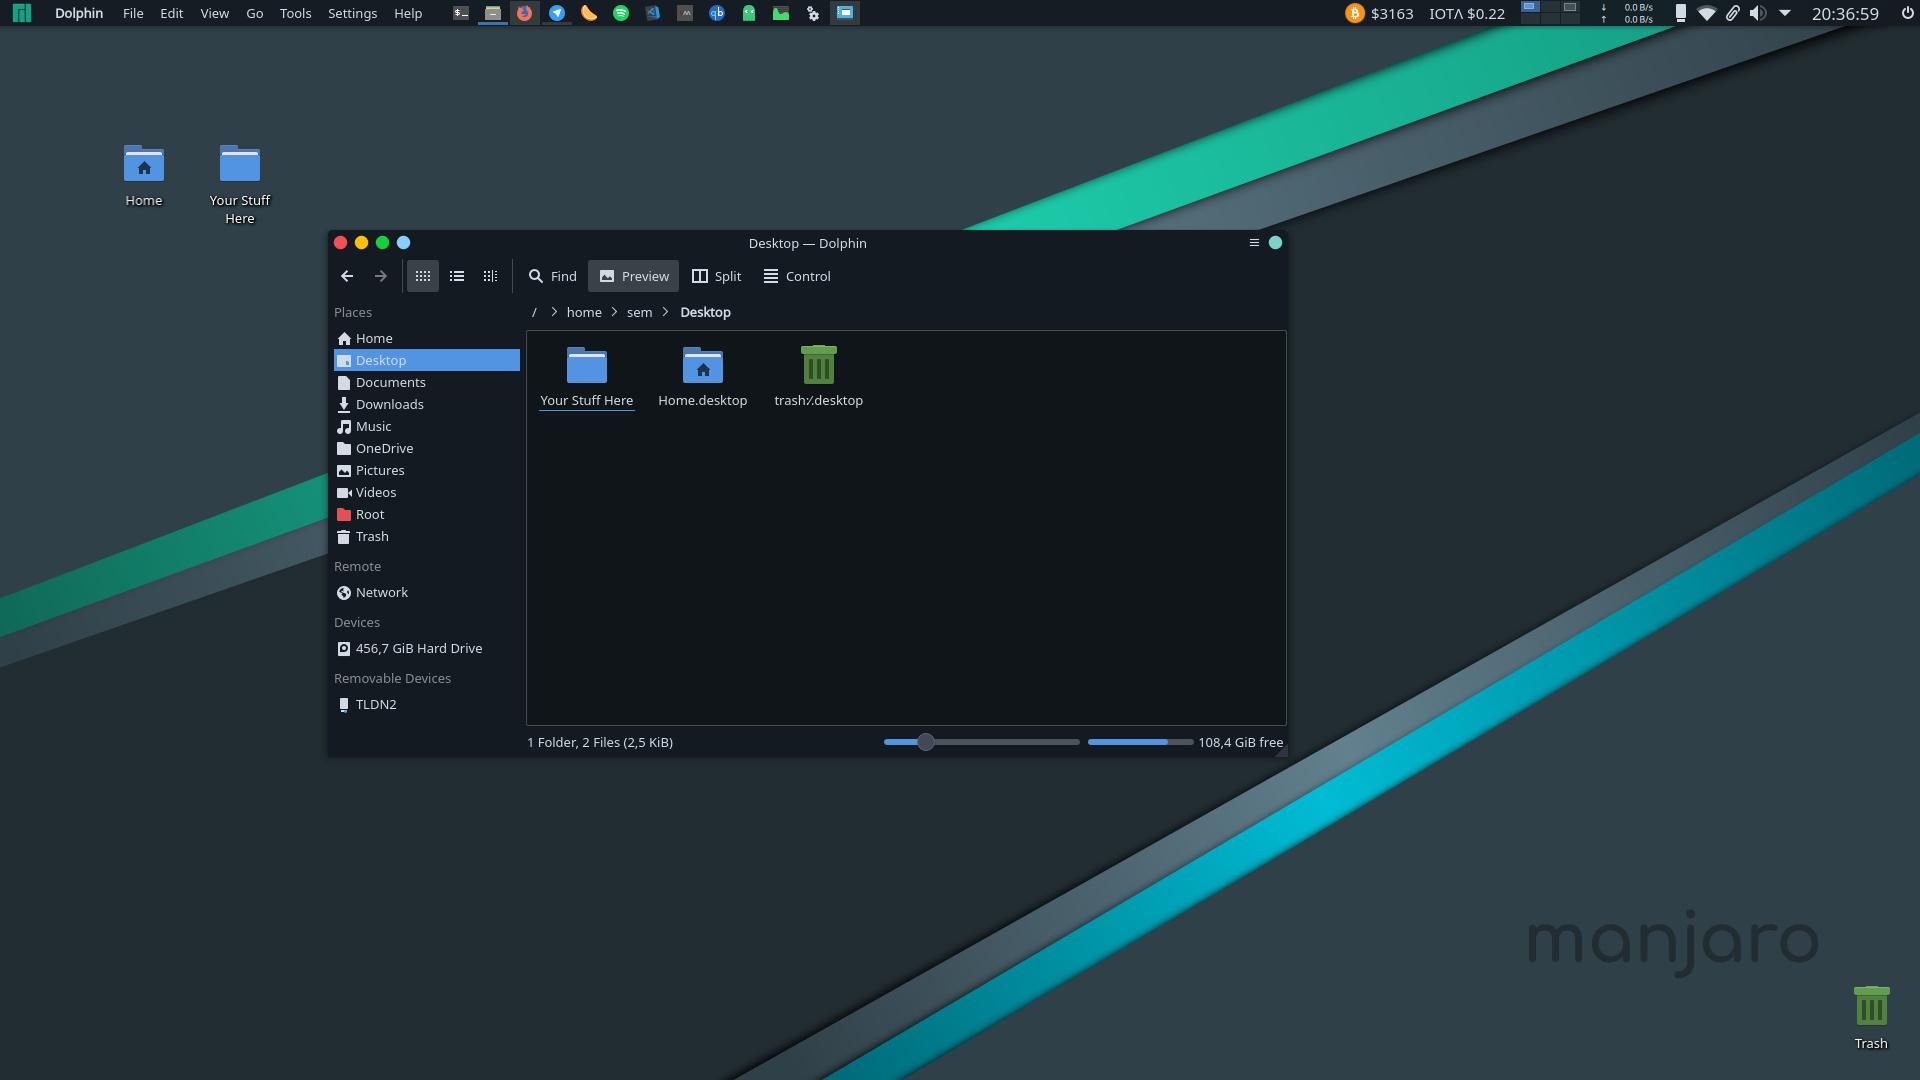 Dolphin File Edit View Go Tools Settings Help
$3163 IOTA $0.22
↓ 0.0 B/s
↑ 0.0 B/s
20:36:59
Home
Your Stuff
Here
Desktop — Dolphin
Find Preview Split Control
Places
/ > home > sem > Desktop
Home
Desktop
Documents
Downloads
Music
OneDrive
Pictures
Videos
Root
Trash
Remote
Network
Devices
456,7 GiB Hard Drive
Removable Devices
TLDN2
Your Stuff Here
Home.desktop
trash:⁄.desktop
1 Folder, 2 Files (2,5 KiB)
108,4 GiB free
manjaro
Trash